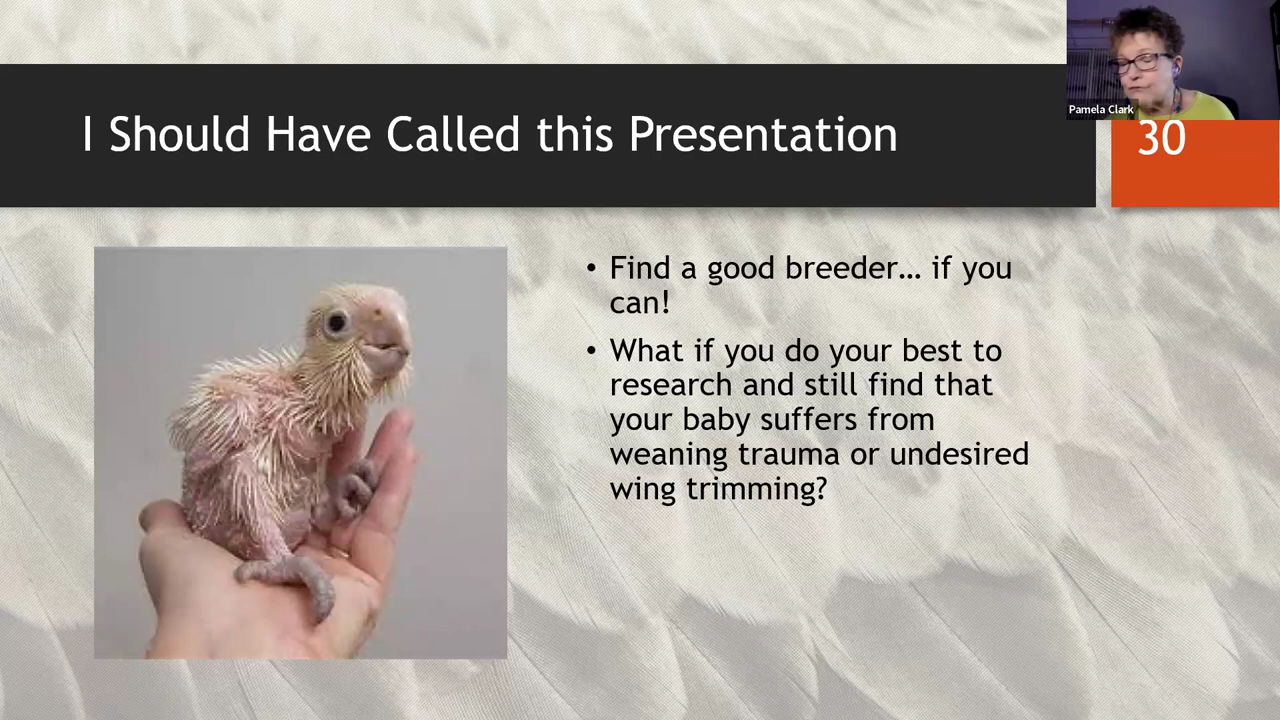 Pamela Clark
I Should Have Called this Presentation
30
• Find a good breeder… if you
can!
• What if you do your best to
research and still find that
your baby suffers from
weaning trauma or undesired
wing trimming?